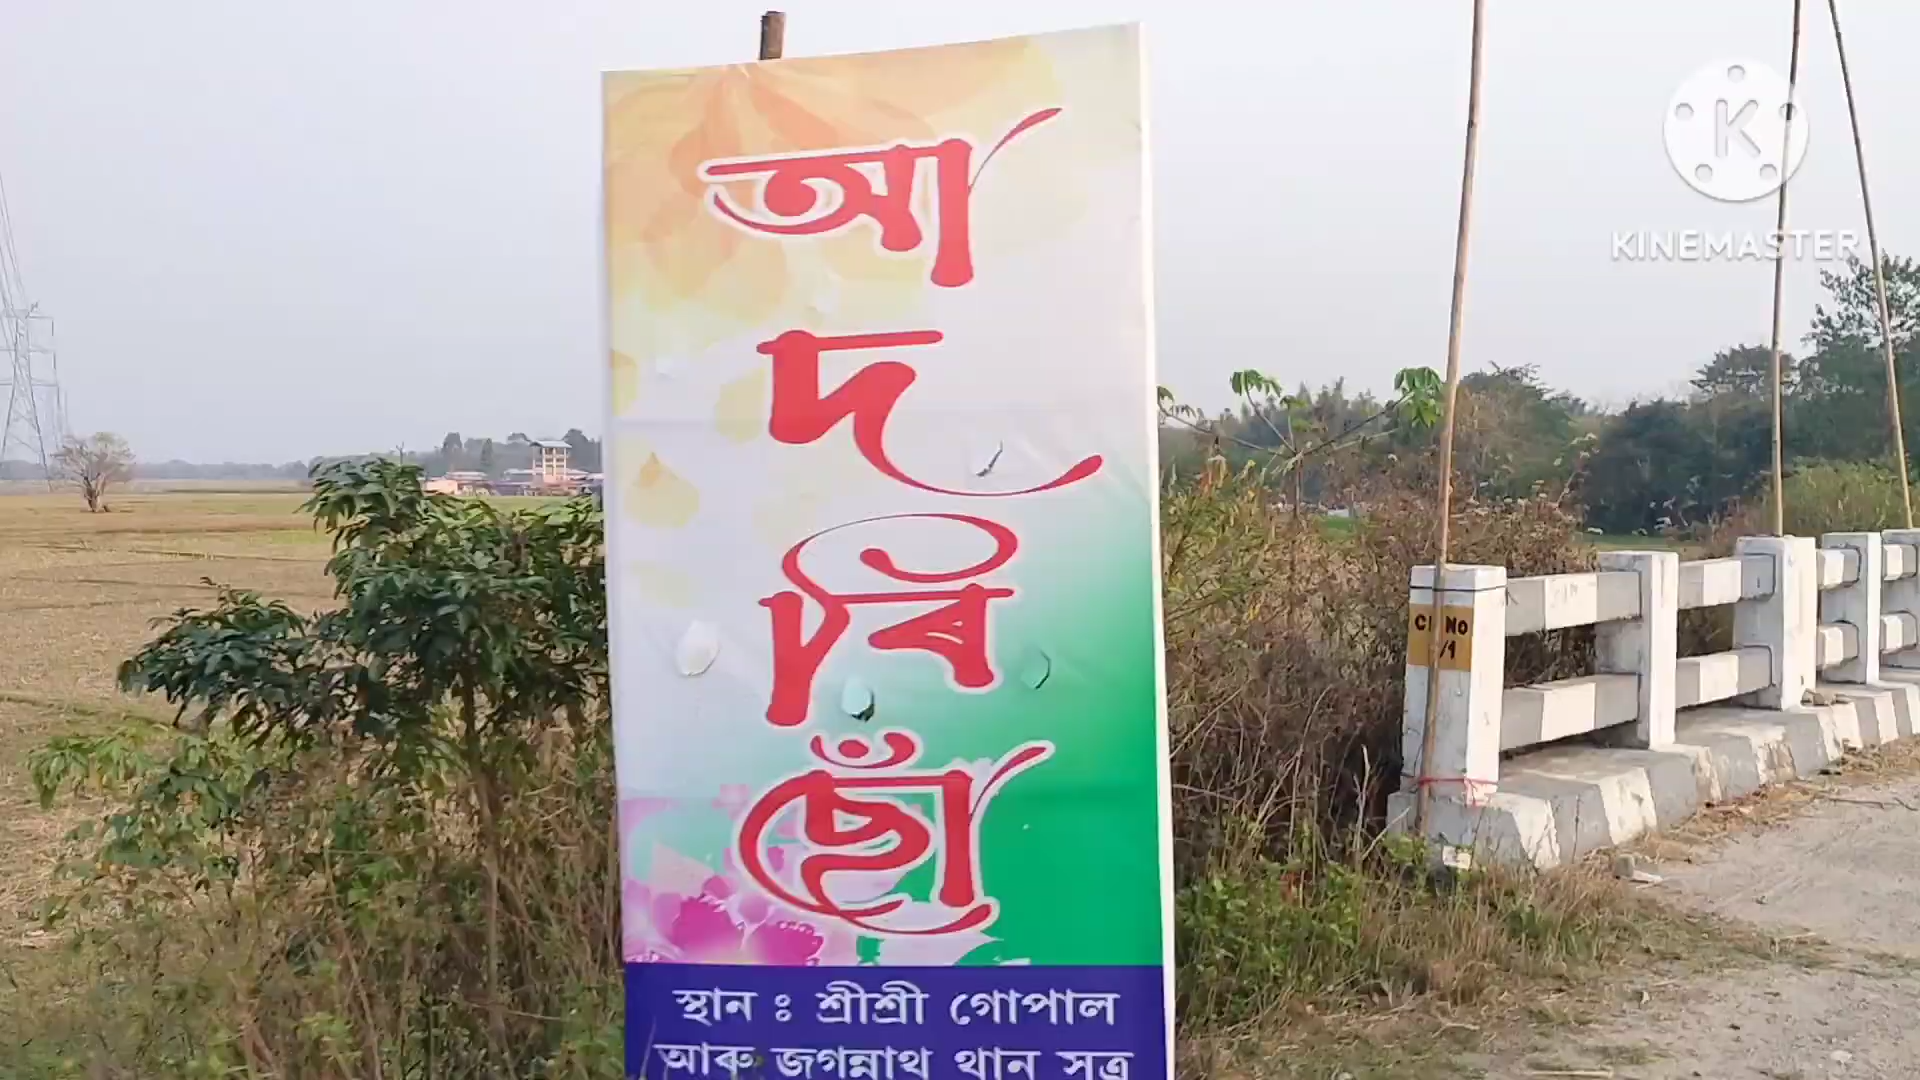 আ
দ
ৰি
ছোঁ
স্থান ঃ শ্রীশ্রী গোপাল
আৰু জগন্নাথ থান সত্ৰ
KINEMASTER